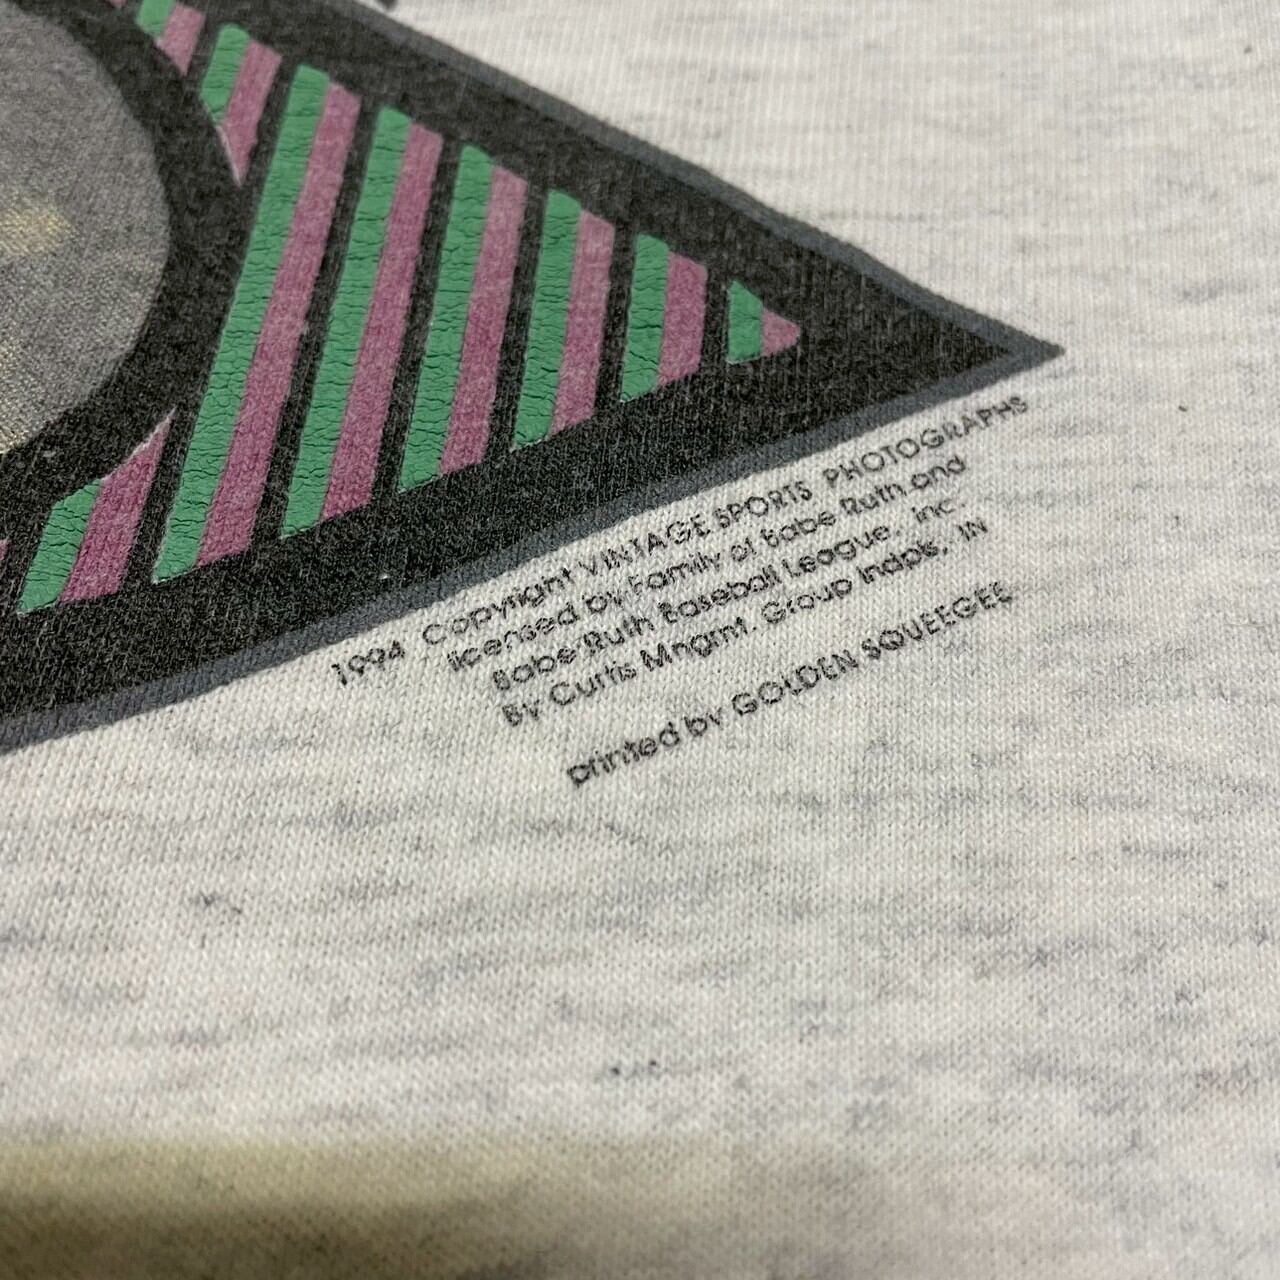 1994 Copyright VINTAGE SPORTS PHOTOGRAPHS
licensed by Family of Babe Ruth and
Babe Ruth Baseball League, Inc.
By Curtis Mngmt. Group Indpls, IN
printed by GOLDEN SQUEEGEE